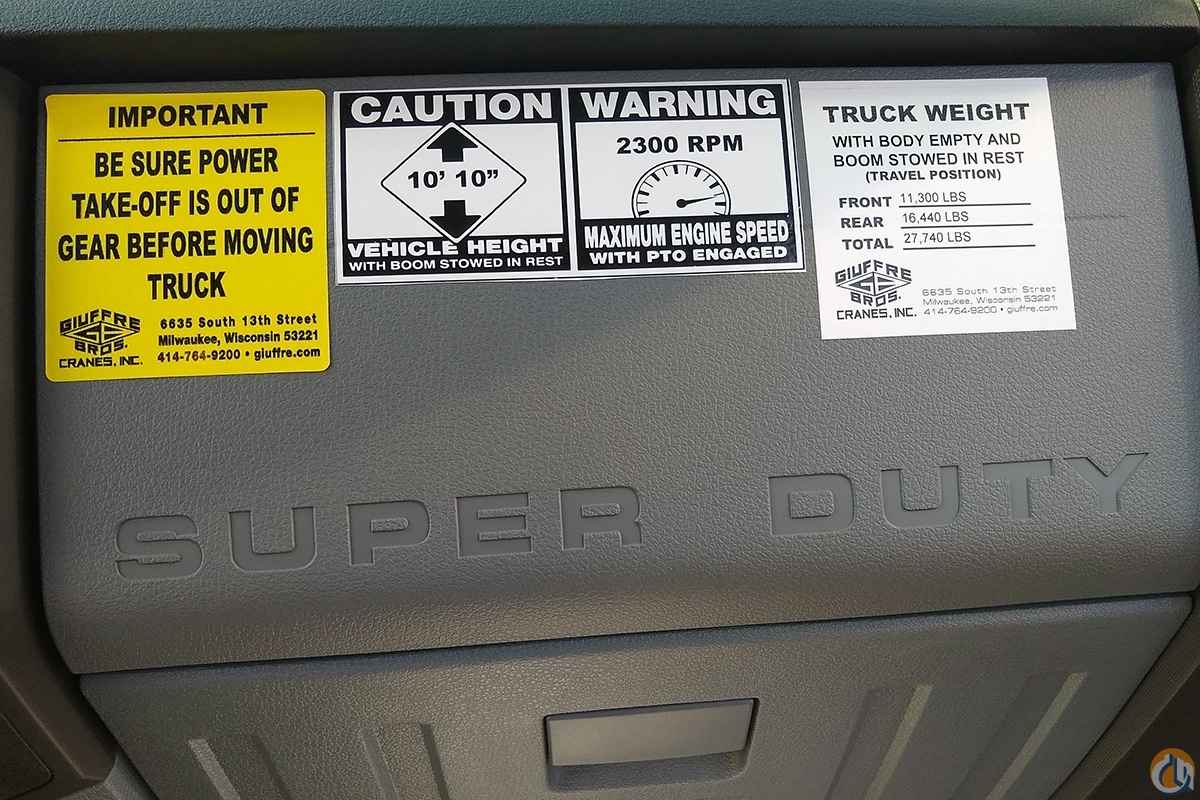 IMPORTANT
BE SURE POWER
TAKE-OFF IS OUT OF
GEAR BEFORE MOVING
TRUCK
GIUFFRE
BROS.
CRANES, INC.
6635 South 13th Street
Milwaukee, Wisconsin 53221
414-764-9200 • giuffre.com
CAUTION
10' 10"
VEHICLE HEIGHT
WITH BOOM STOWED IN REST
WARNING
2300 RPM
MAXIMUM ENGINE SPEED
WITH PTO ENGAGED
TRUCK WEIGHT
WITH BODY EMPTY AND
BOOM STOWED IN REST
(TRAVEL POSITION)
FRONT 11,300 LBS
REAR 16,440 LBS
TOTAL 27,740 LBS
GIUFFRE
BROS.
CRANES, INC.
6635 South 13th Street
Milwaukee, Wisconsin 53221
414-764-9200 • giuffre.com
SUPER DUTY